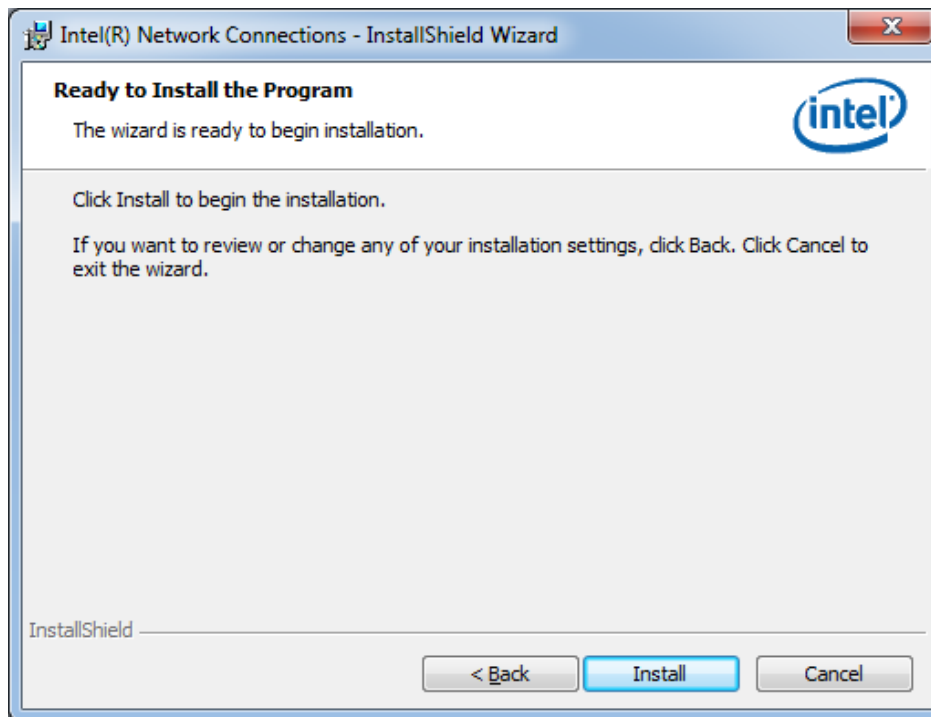 Intel(R) Network Connections - InstallShield Wizard
X
Ready to Install the Program
The wizard is ready to begin installation.
intel
Click Install to begin the installation.
If you want to review or change any of your installation settings, click Back. Click Cancel to
exit the wizard.
InstallShield
< Back
Install
Cancel